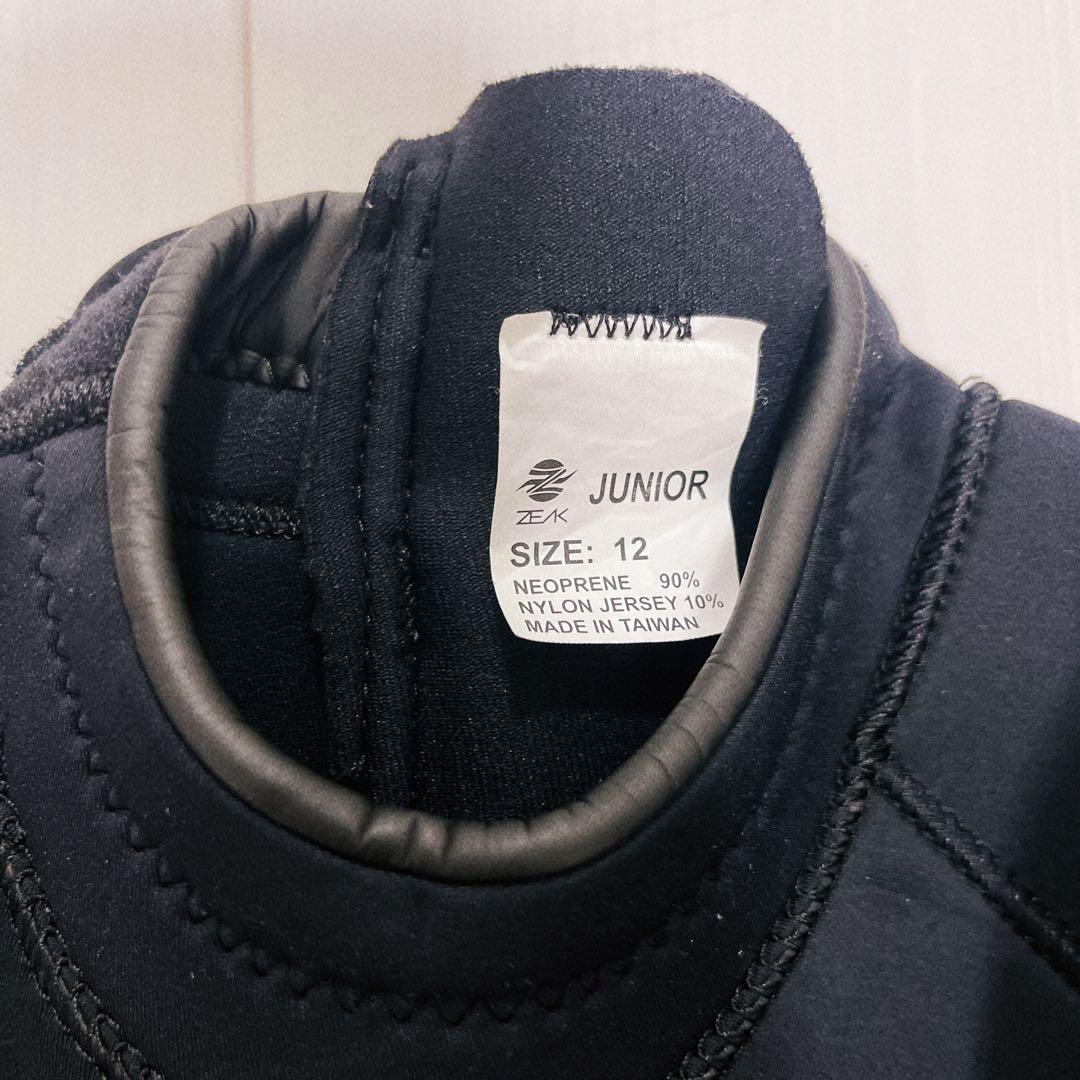 JUNIOR
ZEAK
SIZE: 12
NEOPRENE 90%
NYLON JERSEY 10%
MADE IN TAIWAN